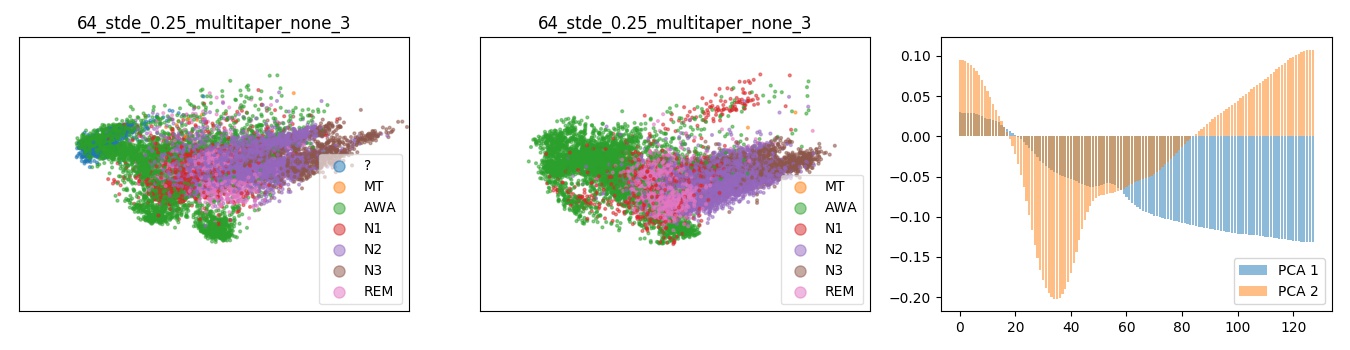 64_stde_0.25_multitaper_none_3
?
MT
AWA
N1
N2
N3
REM
64_stde_0.25_multitaper_none_3
MT
AWA
N1
N2
N3
REM
0.10
0.05
0.00
−0.05
−0.10
−0.15
−0.20
0 20 40 60 80 100 120
PCA 1
PCA 2